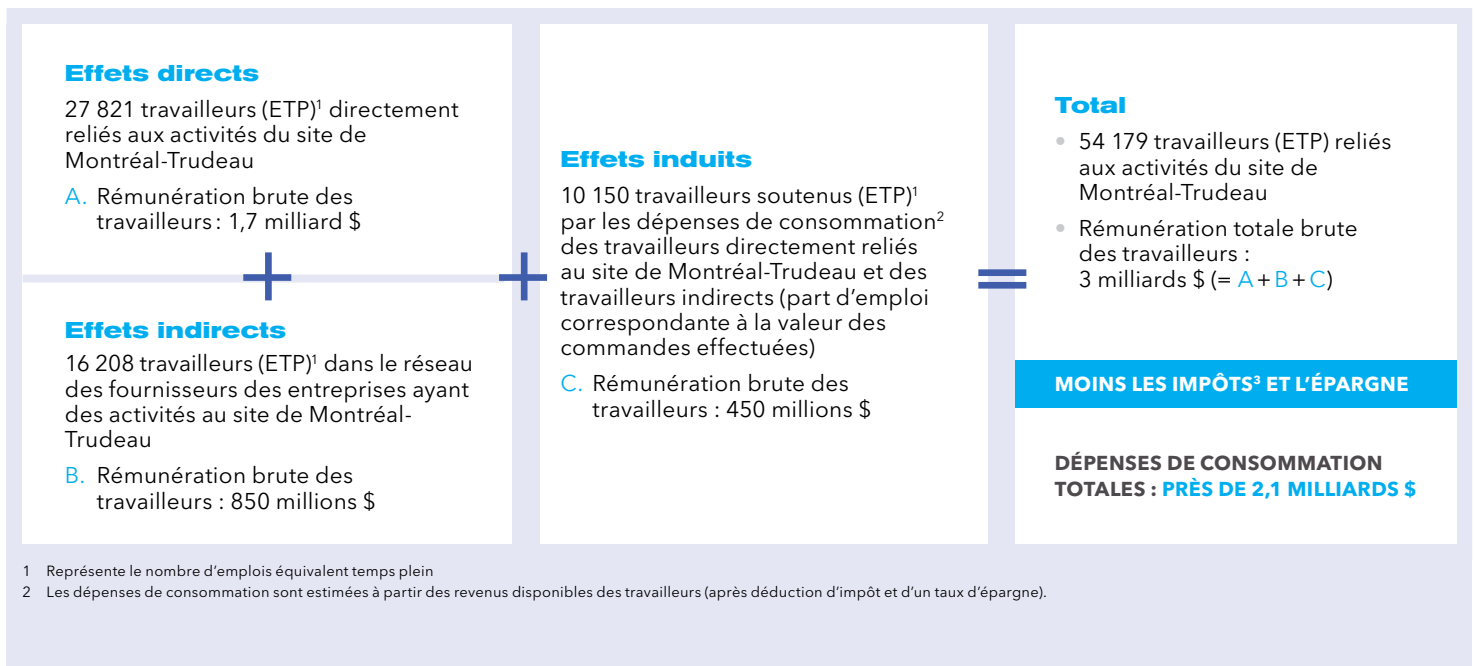 Effets directs
27 821 travailleurs (ETP)¹ directement
reliés aux activités du site de
Montréal-Trudeau
A. Rémunération brute des
travailleurs : 1,7 milliard $
+
Effets indirects
16 208 travailleurs (ETP)¹ dans le réseau
des fournisseurs des entreprises ayant
des activités au site de Montréal-
Trudeau
B. Rémunération brute des
travailleurs : 850 millions $
+
Effets induits
10 150 travailleurs soutenus (ETP)¹
par les dépenses de consommation²
des travailleurs directement reliés
au site de Montréal-Trudeau et des
travailleurs indirects (part d’emploi
correspondante à la valeur des
commandes effectuées)
C. Rémunération brute des
travailleurs : 450 millions $
=
Total
• 54 179 travailleurs (ETP) reliés
aux activités du site de
Montréal-Trudeau
• Rémunération totale brute
des travailleurs :
3 milliards $ (= A + B + C)
MOINS LES IMPÔTS³ ET L’ÉPARGNE
DÉPENSES DE CONSOMMATION
TOTALES : PRÈS DE 2,1 MILLIARDS $
1 Représente le nombre d’emplois équivalent temps plein
2 Les dépenses de consommation sont estimées à partir des revenus disponibles des travailleurs (après déduction d’impôt et d’un taux d’épargne).